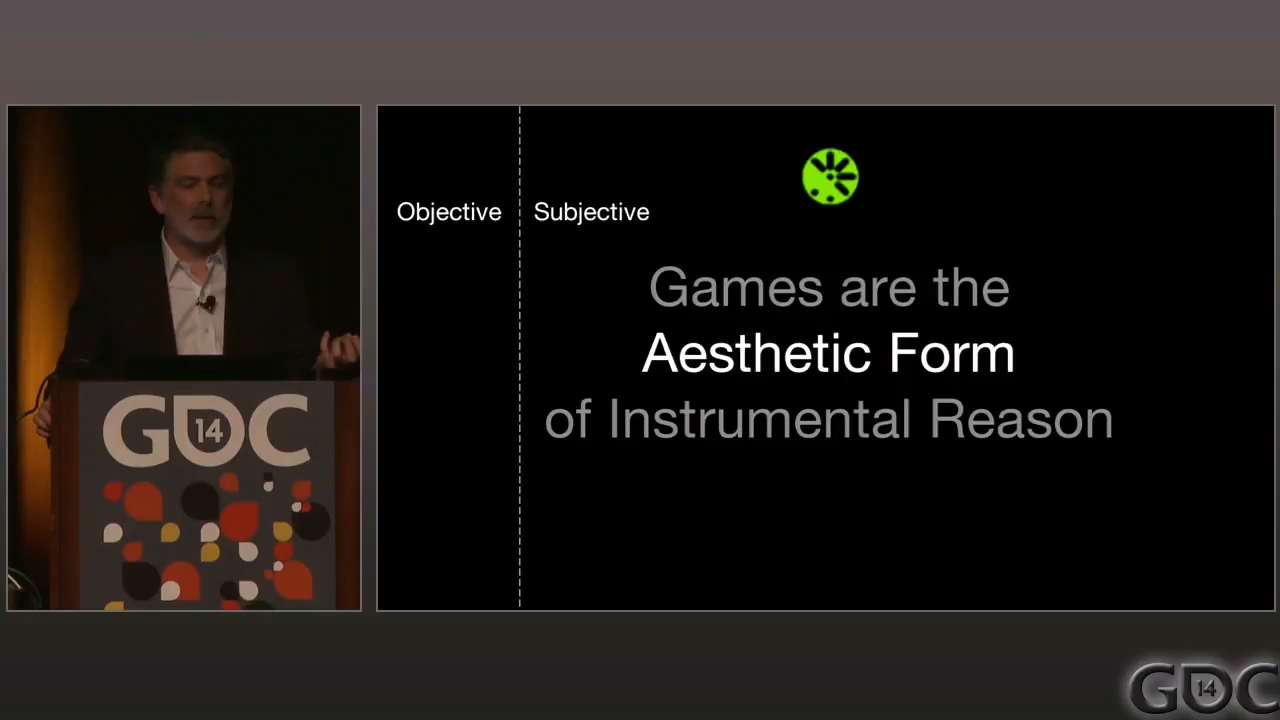 GDC
14
Objective
Subjective
Games are the
Aesthetic Form
of Instrumental Reason
GDC
14